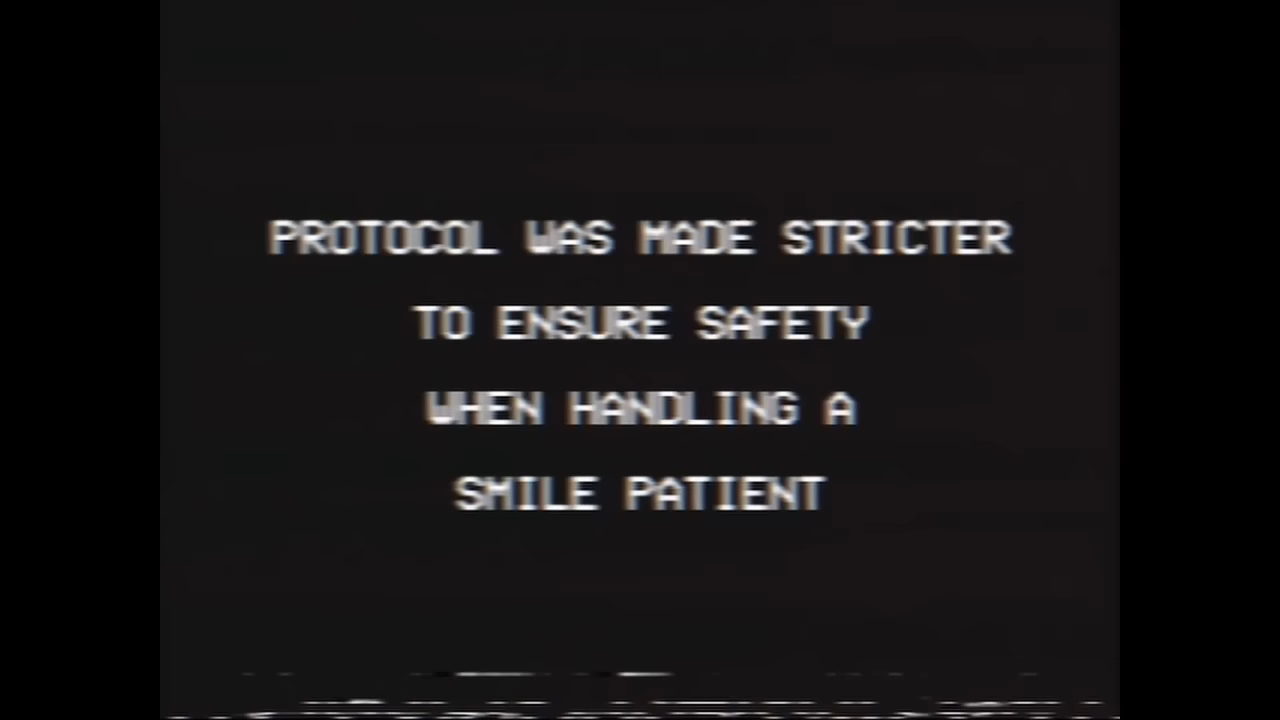 PROTOCOL WAS MADE STRICTER
TO ENSURE SAFETY
WHEN HANDLING A
SMILE PATIENT